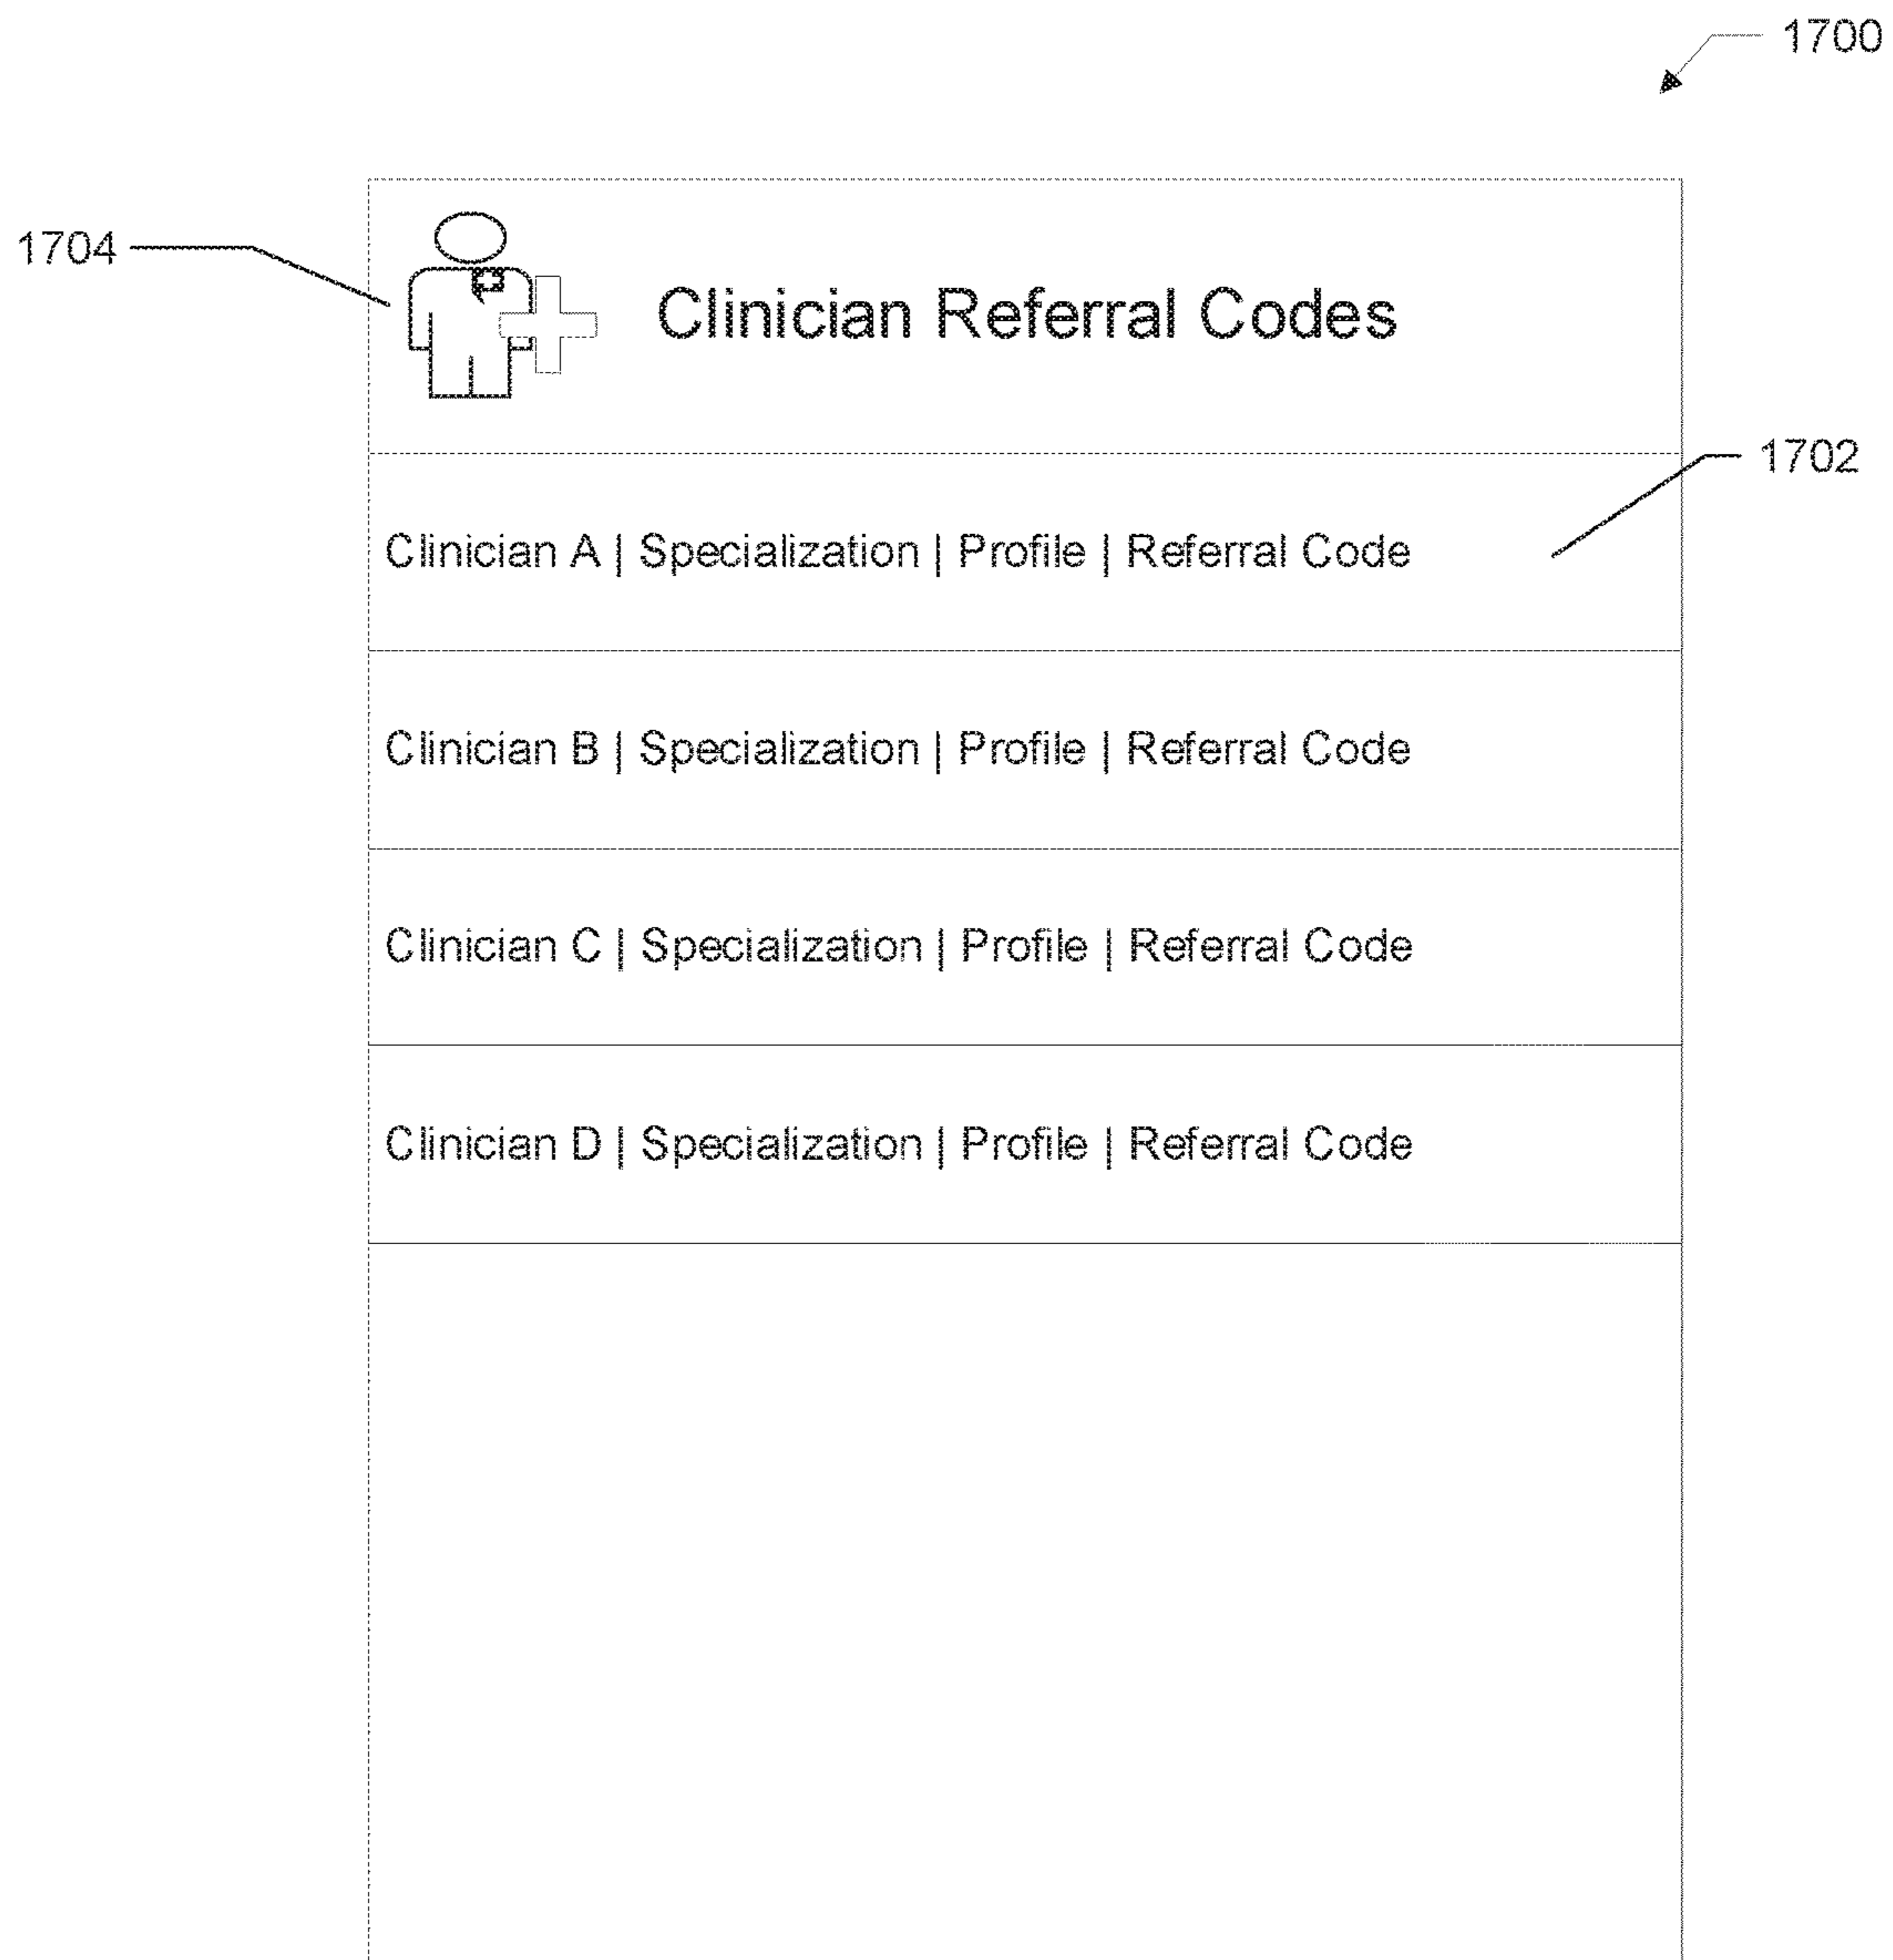 1700
1704
Clinician Referral Codes
1702
Clinician A | Specialization | Profile | Referral Code
Clinician B | Specialization | Profile | Referral Code
Clinician C | Specialization | Profile | Referral Code
Clinician D | Specialization | Profile | Referral Code